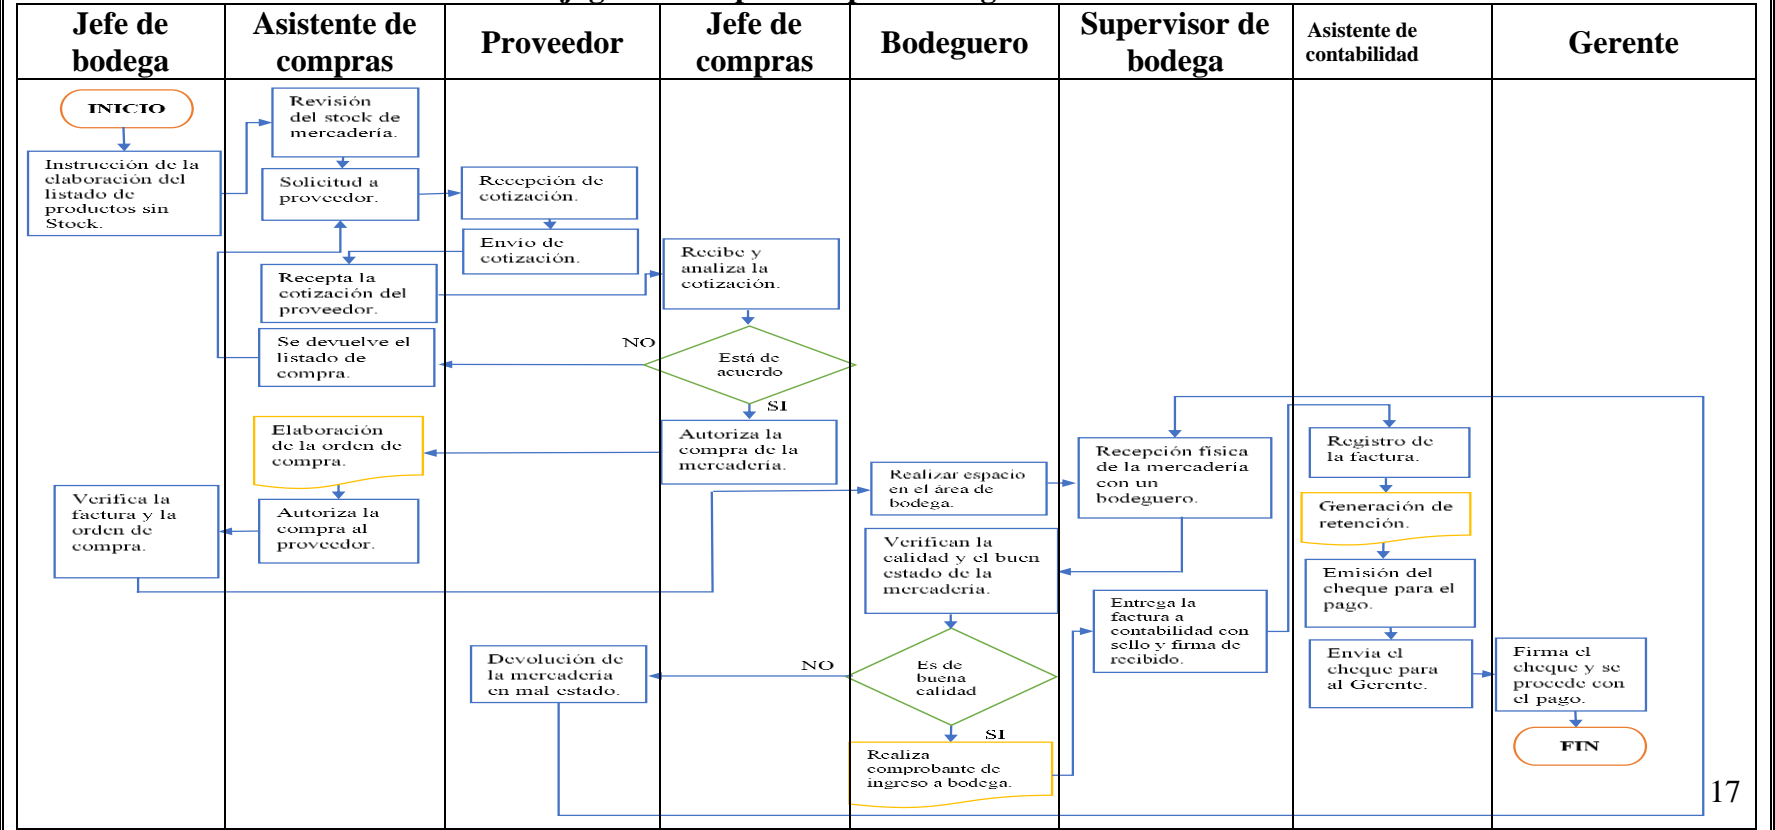 Jefe de
bodega
Asistente de
compras
Proveedor
Jefe de
compras
Bodeguero
Supervisor de
bodega
Asistente de
contabilidad
Gerente
INICIO
Instrucción de la
elaboración del
listado de
productos sin
Stock.
Revisión
del stock de
mercadería.
Solicitud a
proveedor.
Recepción de
cotización.
Envío de
cotización.
Recepta la
cotización del
proveedor.
Recibe y
analiza la
cotización.
Se devuelve el
listado de
compra.
NO
Está de
acuerdo
SI
Elaboración
de la orden de
compra.
Autoriza la
compra de la
mercadería.
Verifica la
factura y la
orden de
compra.
Autoriza la
compra al
proveedor.
Realizar espacio
en el área de
bodega.
Recepción física
de la mercadería
con un
bodeguero.
Verifican la
calidad y el buen
estado de la
mercadería.
Devolución de
la mercadería
en mal estado.
NO
Es de
buena
calidad
SI
Realiza
comprobante de
ingreso a bodega.
Entrega la
factura a
contabilidad con
sello y firma de
recibido.
Registro de
la factura.
Generación de
retención.
Emisión del
cheque para el
pago.
Envía el
cheque para
al Gerente.
Firma el
cheque y se
procede con
el pago.
FIN
17